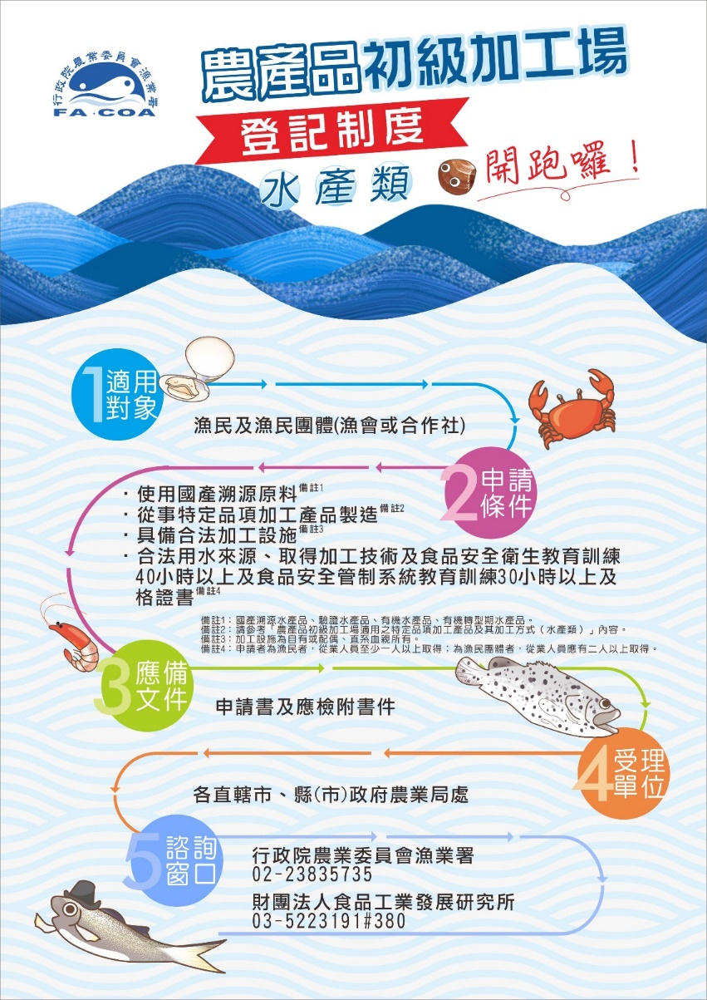 行政院農業委員會漁業署
FA·COA
農產品初級加工場
登記制度
水產類
開跑囉！
1適用
對象
漁民及漁民團體(漁會或合作社)
2申請
條件
·使用國產溯源原料備註1
·從事特定品項加工產品製造備註2
·具備合法加工設施備註3
·合法用水來源、取得加工技術及食品安全衛生教育訓練
40小時以上及食品安全管制系統教育訓練30小時以上及
格證書備註4
備註1：國產溯源水產品、驗證水產品、有機水產品、有機轉型期水產品。
備註2：請參考「農產品初級加工場適用之特定品項加工產品及其加工方式（水產類）」內容。
備註3：加工設施為自有或配偶、直系血親所有。
備註4：申請者為漁民者，從業人員至少一人以上取得；為漁民團體者，從業人員應有二人以上取得。
3應備
文件
申請書及應檢附書件
4受理
單位
各直轄市、縣(市)政府農業局處
5諮詢
窗口
行政院農業委員會漁業署
02-23835735
財團法人食品工業發展研究所
03-5223191#380